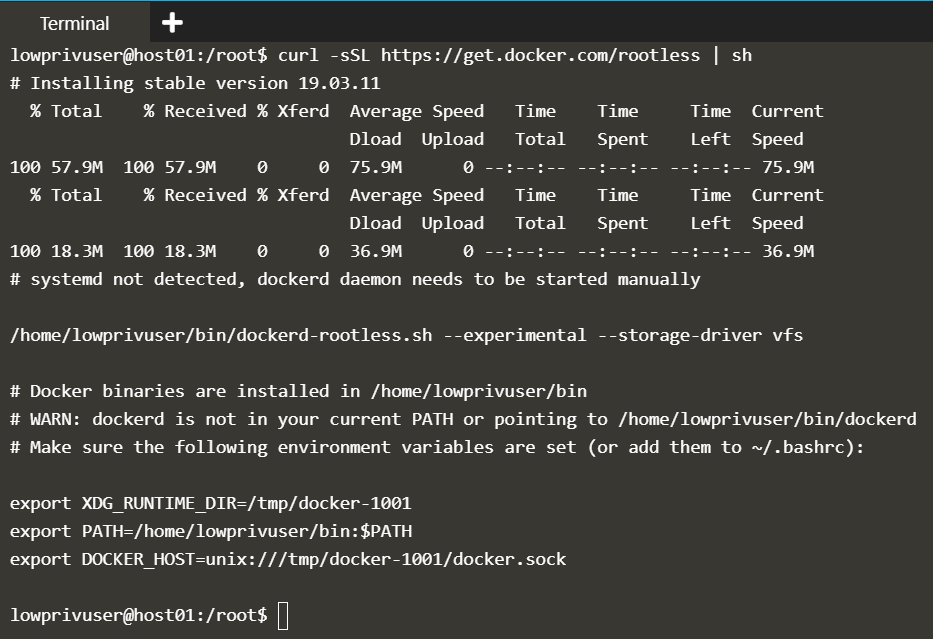 Terminal
lowprivuser@host01:/root$ curl -sSL https://get.docker.com/rootless | sh
# Installing stable version 19.03.11
  % Total    % Received % Xferd  Average Speed   Time    Time     Time  Current
                                 Dload  Upload   Total   Spent    Left  Speed
100 57.9M  100 57.9M    0     0  75.9M      0 --:--:-- --:--:-- --:--:-- 75.9M
  % Total    % Received % Xferd  Average Speed   Time    Time     Time  Current
                                 Dload  Upload   Total   Spent    Left  Speed
100 18.3M  100 18.3M    0     0  36.9M      0 --:--:-- --:--:-- --:--:-- 36.9M
# systemd not detected, dockerd daemon needs to be started manually
/home/lowprivuser/bin/dockerd-rootless.sh --experimental --storage-driver vfs
# Docker binaries are installed in /home/lowprivuser/bin
# WARN: dockerd is not in your current PATH or pointing to /home/lowprivuser/bin/dockerd
# Make sure the following environment variables are set (or add them to ~/.bashrc):
export XDG_RUNTIME_DIR=/tmp/docker-1001
export PATH=/home/lowprivuser/bin:$PATH
export DOCKER_HOST=unix:///tmp/docker-1001/docker.sock
lowprivuser@host01:/root$